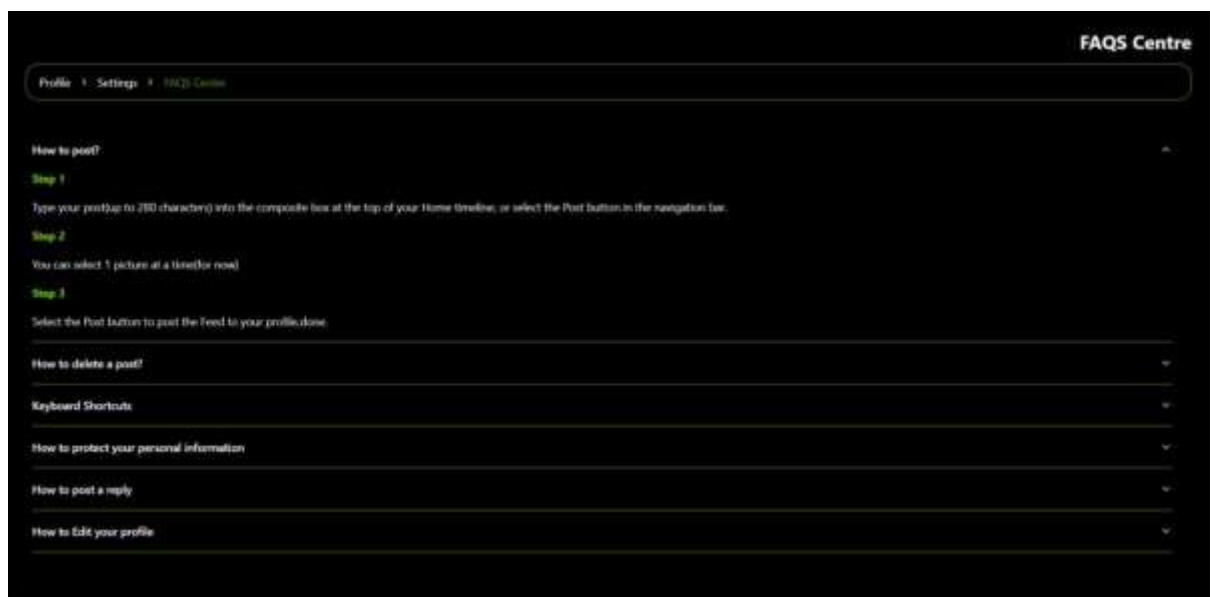 FAQS Centre
Profile Settings FAQS Centre
How to post?
Step 1
Type your post(up to 280 characters) into the composite box at the top of your Home timeline, or select the Post button in the navigation bar.
Step 2
You can select 1 picture at a time(for now)
Step 3
Select the Post button to post the Feed to your profile.done
How to delete a post?
Keyboard Shortcuts
How to protect your personal information
How to post a reply
How to Edit your profile